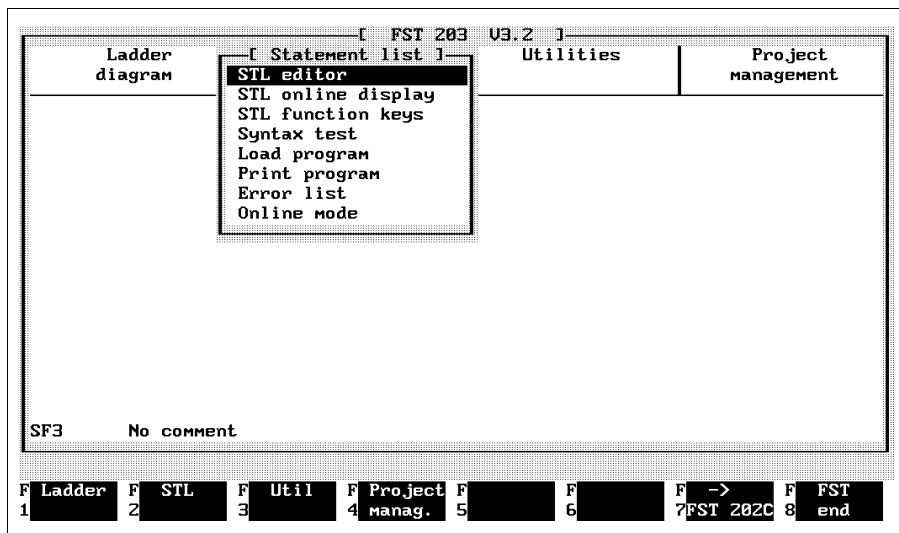 [ FST 203 V3.2 ]
Ladder diagram
[ Statement list ]
Utilities
Project management
STL editor
STL online display
STL function keys
Syntax test
Load program
Print program
Error list
Online mode
SF3 No comment
F1 Ladder
F2 STL
F3 Util
F4 Project manag.
F5
F6
F7 -> FST 202C
F8 FST end